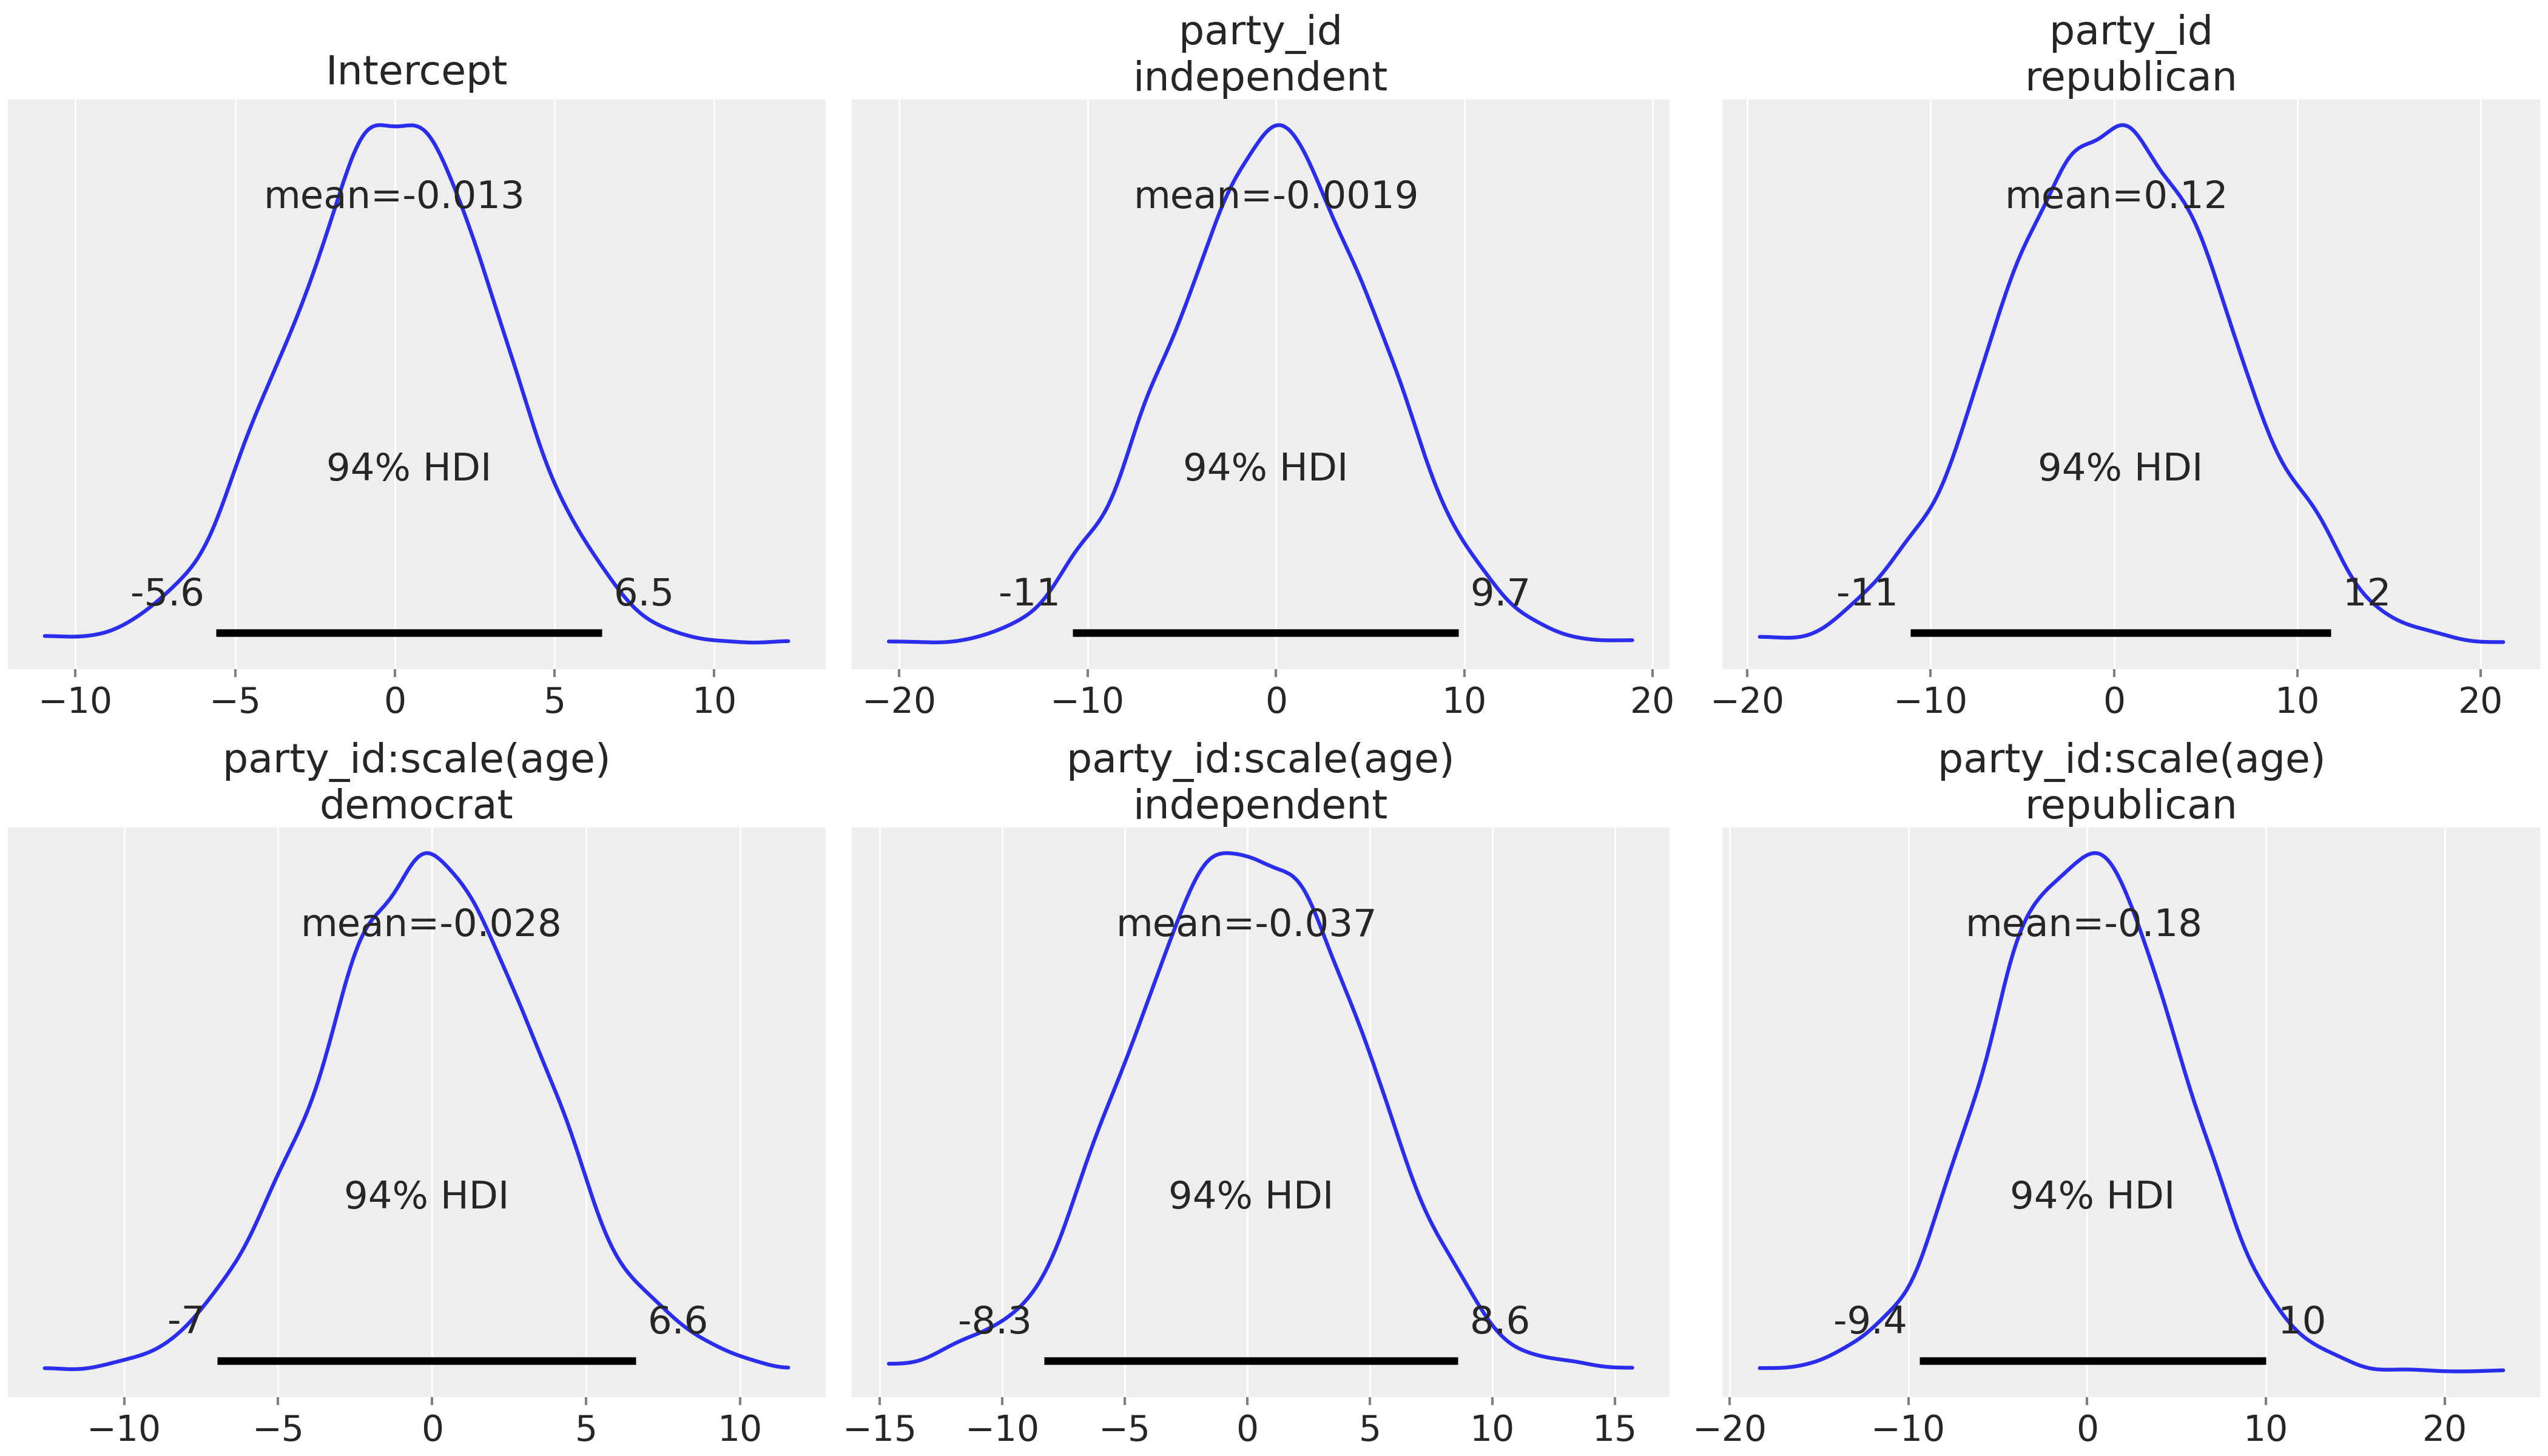 Intercept
mean=-0.013
94% HDI
-5.6
6.5
−10
−5
0
5
10
party_id
independent
mean=-0.0019
94% HDI
-11
9.7
−20
−10
0
10
20
party_id
republican
mean=0.12
94% HDI
-11
12
−20
−10
0
10
20
party_id:scale(age)
democrat
mean=-0.028
94% HDI
-7
6.6
−10
−5
0
5
10
party_id:scale(age)
independent
mean=-0.037
94% HDI
-8.3
8.6
−15
−10
−5
0
5
10
15
party_id:scale(age)
republican
mean=-0.18
94% HDI
-9.4
10
−20
−10
0
10
20